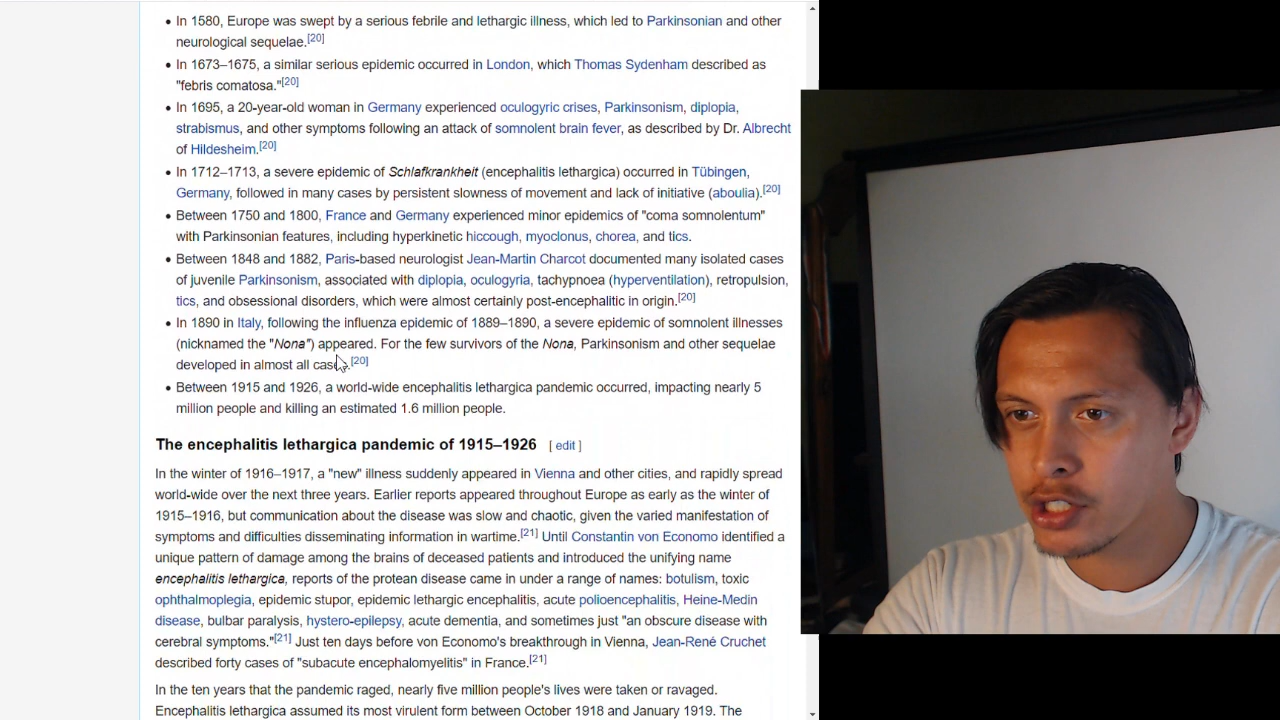 In 1580, Europe was swept by a serious febrile and lethargic illness, which led to Parkinsonian and other
neurological sequelae.[20]
In 1673–1675, a similar serious epidemic occurred in London, which Thomas Sydenham described as
"febris comatosa."[20]
In 1695, a 20-year-old woman in Germany experienced oculogyric crises, Parkinsonism, diplopia,
strabismus, and other symptoms following an attack of somnolent brain fever, as described by Dr. Albrecht
of Hildesheim.[20]
In 1712–1713, a severe epidemic of Schlafkrankheit (encephalitis lethargica) occurred in Tübingen,
Germany, followed in many cases by persistent slowness of movement and lack of initiative (aboulia).[20]
Between 1750 and 1800, France and Germany experienced minor epidemics of "coma somnolentum"
with Parkinsonian features, including hyperkinetic hiccough, myoclonus, chorea, and tics.
Between 1848 and 1882, Paris-based neurologist Jean-Martin Charcot documented many isolated cases
of juvenile Parkinsonism, associated with diplopia, oculogyria, tachypnoea (hyperventilation), retropulsion,
tics, and obsessional disorders, which were almost certainly post-encephalitic in origin.[20]
In 1890 in Italy, following the influenza epidemic of 1889–1890, a severe epidemic of somnolent illnesses
(nicknamed the "Nona") appeared. For the few survivors of the Nona, Parkinsonism and other sequelae
developed in almost all cases.[20]
Between 1915 and 1926, a world-wide encephalitis lethargica pandemic occurred, impacting nearly 5
million people and killing an estimated 1.6 million people.
The encephalitis lethargica pandemic of 1915–1926 [ edit ]
In the winter of 1916–1917, a "new" illness suddenly appeared in Vienna and other cities, and rapidly spread
world-wide over the next three years. Earlier reports appeared throughout Europe as early as the winter of
1915–1916, but communication about the disease was slow and chaotic, given the varied manifestation of
symptoms and difficulties disseminating information in wartime.[21] Until Constantin von Economo identified a
unique pattern of damage among the brains of deceased patients and introduced the unifying name
encephalitis lethargica, reports of the protean disease came in under a range of names: botulism, toxic
ophthalmoplegia, epidemic stupor, epidemic lethargic encephalitis, acute polioencephalitis, Heine-Medin
disease, bulbar paralysis, hystero-epilepsy, acute dementia, and sometimes just "an obscure disease with
cerebral symptoms."[21] Just ten days before von Economo's breakthrough in Vienna, Jean-René Cruchet
described forty cases of "subacute encephalomyelitis" in France.[21]
In the ten years that the pandemic raged, nearly five million people's lives were taken or ravaged.
Encephalitis lethargica assumed its most virulent form between October 1918 and January 1919. The